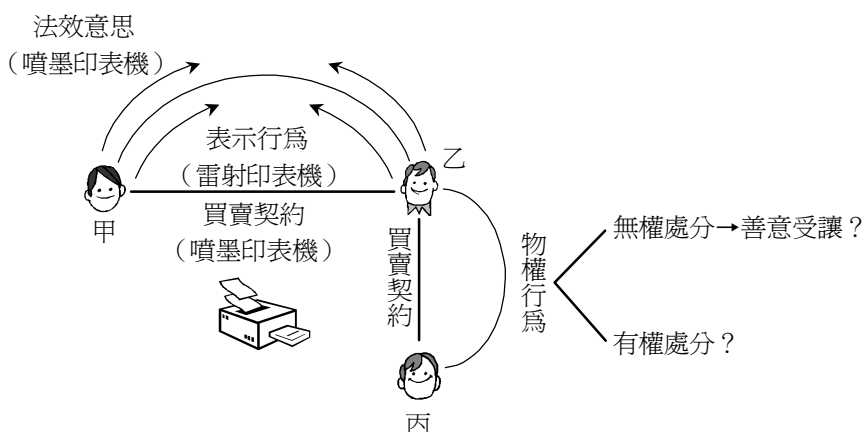 法效意思
（噴墨印表機）
表示行為
（雷射印表機）
買賣契約
（噴墨印表機）
甲
乙
買賣契約
丙
物權行為
無權處分→善意受讓？
有權處分？